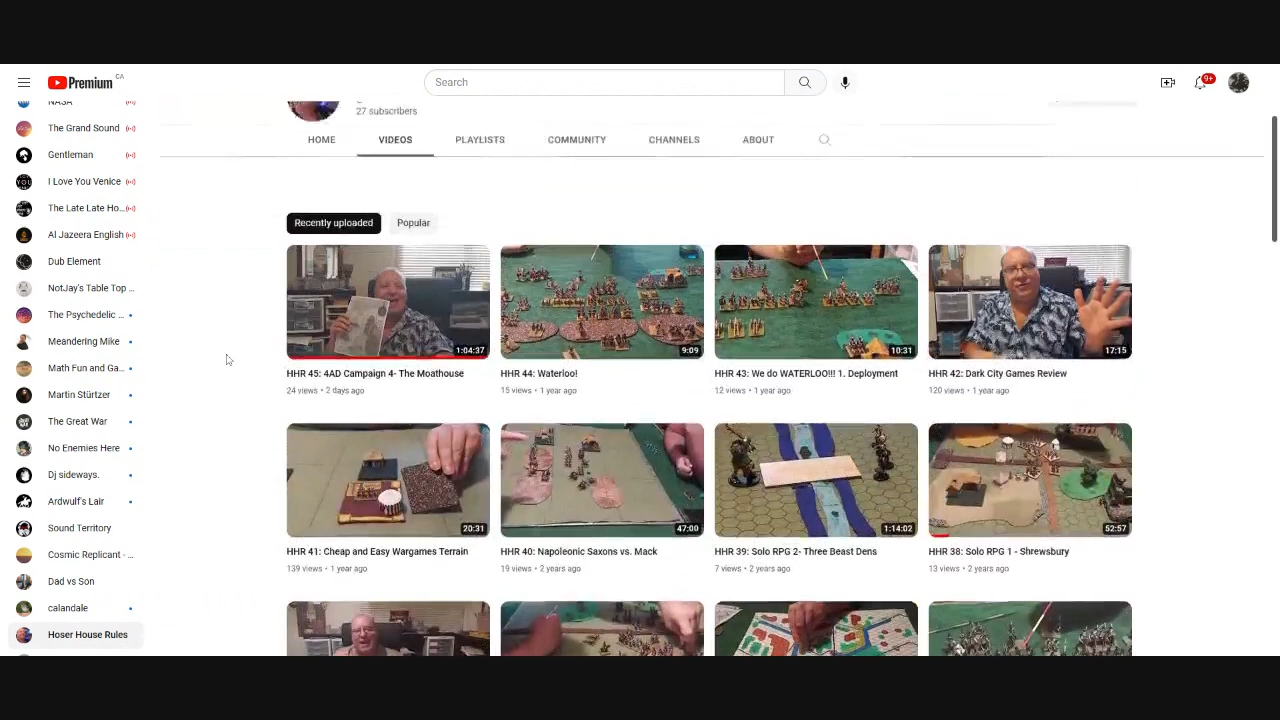 Premium CA
Search
9+
NASA
The Grand Sound
Gentleman
I Love You Venice
The Late Late Ho...
Al Jazeera English
Dub Element
NotJay's Table Top ...
The Psychedelic ...
Meandering Mike
Math Fun and Ga...
Martin Stürtzer
The Great War
No Enemies Here
Dj sideways.
Ardwulf's Lair
Sound Territory
Cosmic Replicant - ...
Dad vs Son
calandale
Hoser House Rules
27 subscribers
HOME VIDEOS PLAYLISTS COMMUNITY CHANNELS ABOUT
Recently uploaded Popular
1:04:37 9:09 10:31 17:15
HHR 45: 4AD Campaign 4- The Moathouse
24 views • 2 days ago
HHR 44: Waterloo!
15 views • 1 year ago
HHR 43: We do WATERLOO!!! 1. Deployment
12 views • 1 year ago
HHR 42: Dark City Games Review
120 views • 1 year ago
20:31 47:00 1:14:02 52:57
HHR 41: Cheap and Easy Wargames Terrain
139 views • 1 year ago
HHR 40: Napoleonic Saxons vs. Mack
19 views • 2 years ago
HHR 39: Solo RPG 2- Three Beast Dens
7 views • 2 years ago
HHR 38: Solo RPG 1 - Shrewsbury
13 views • 2 years ago